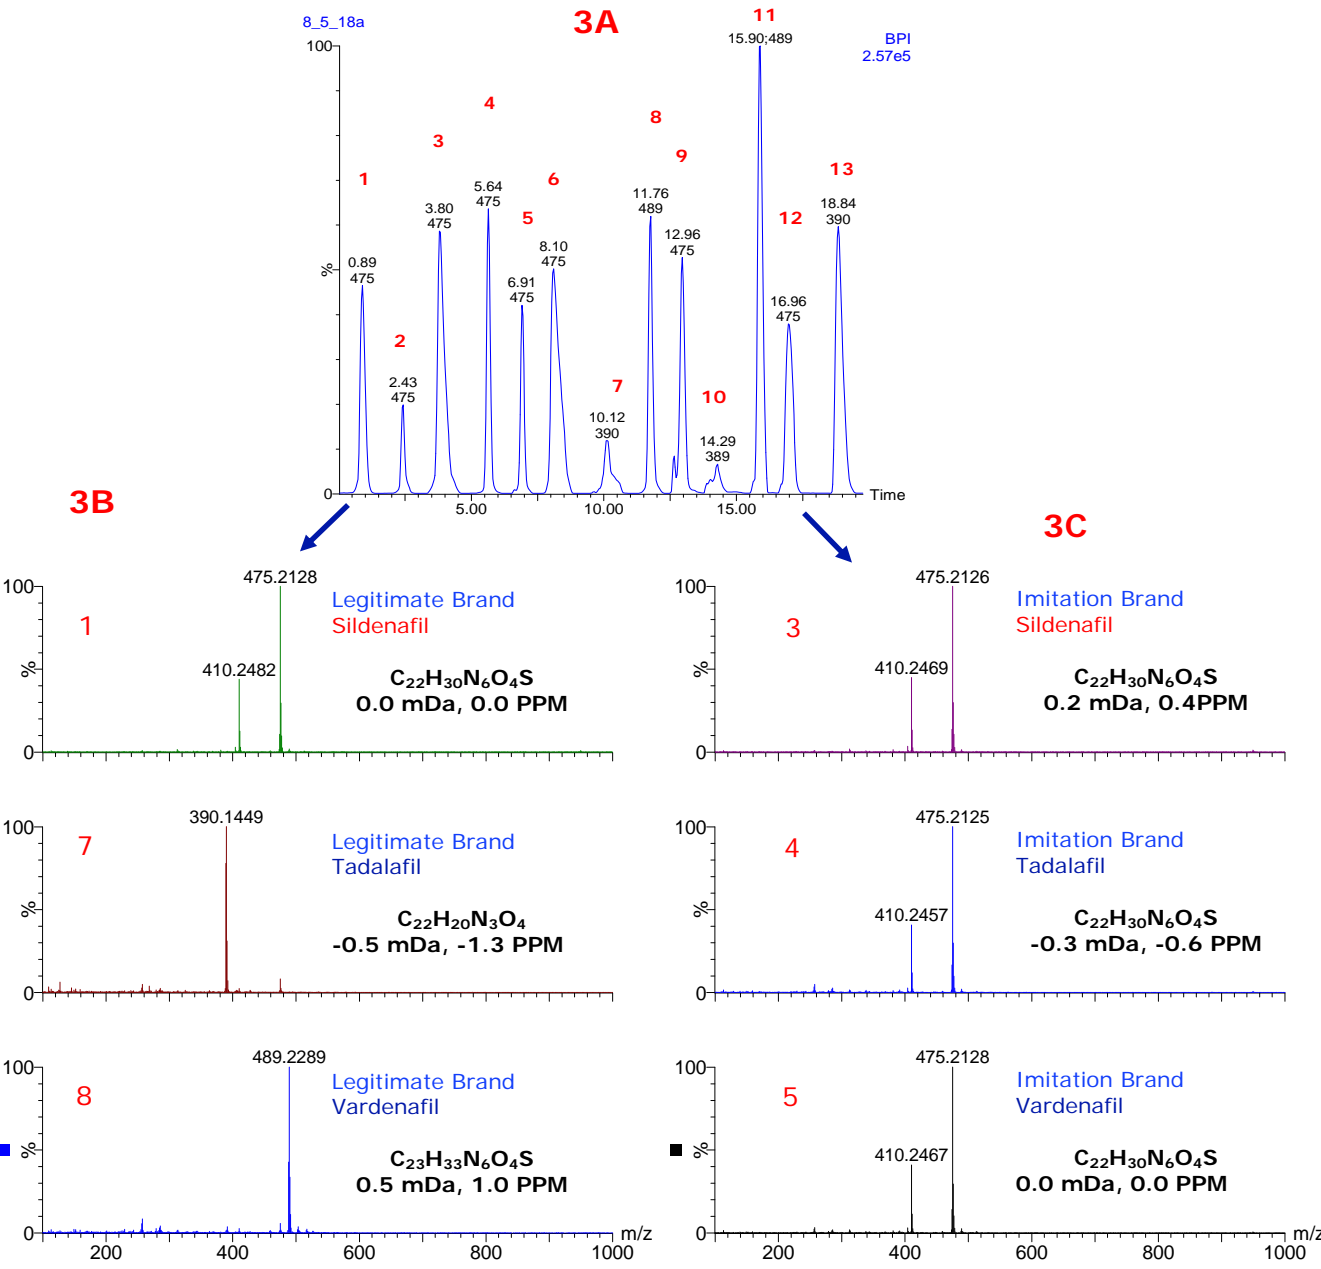 8_5_18a
3A
BPI
2.57e5
11
15.90;489
100
%
0
1
0.89
475
2
2.43
475
3
3.80
475
4
5.64
475
5
6.91
475
6
8.10
475
7
10.12
390
8
11.76
489
9
12.96
475
10
14.29
389
12
16.96
475
13
18.84
390
5.00
10.00
15.00
Time
3B
100
%
0
1
475.2128
410.2482
Legitimate Brand
Sildenafil
C₂₂H₃₀N₆O₄S
0.0 mDa, 0.0 PPM
100
%
0
7
390.1449
Legitimate Brand
Tadalafil
C₂₂H₂₀N₃O₄
-0.5 mDa, -1.3 PPM
100
%
0
8
489.2289
Legitimate Brand
Vardenafil
C₂₃H₃₃N₆O₄S
0.5 mDa, 1.0 PPM
200
400
600
800
1000
m/z
3C
100
%
0
3
475.2126
410.2469
Imitation Brand
Sildenafil
C₂₂H₃₀N₆O₄S
0.2 mDa, 0.4PPM
100
%
0
4
475.2125
410.2457
Imitation Brand
Tadalafil
C₂₂H₃₀N₆O₄S
-0.3 mDa, -0.6 PPM
100
%
0
5
475.2128
410.2467
Imitation Brand
Vardenafil
C₂₂H₃₀N₆O₄S
0.0 mDa, 0.0 PPM
200
400
600
800
1000
m/z